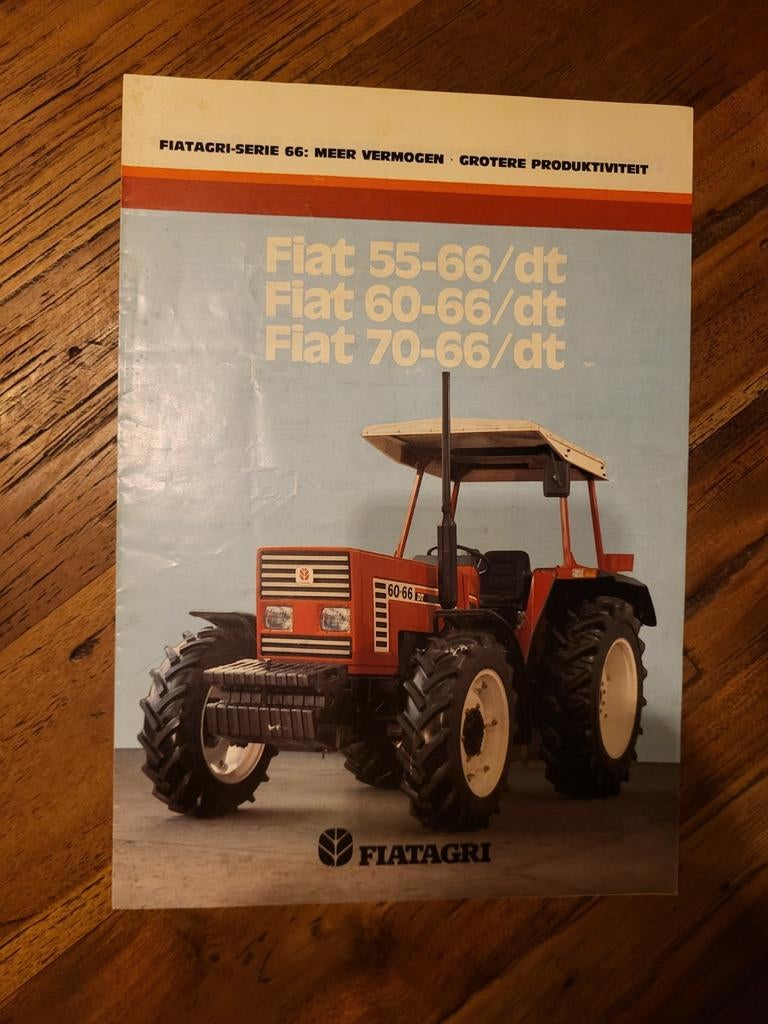 FIATAGRI-SERIE 66: MEER VERMOGEN · GROTERE PRODUKTIVITEIT
Fiat 55-66/dt
Fiat 60-66/dt
Fiat 70-66/dt
60-66 DT
FIATAGRI